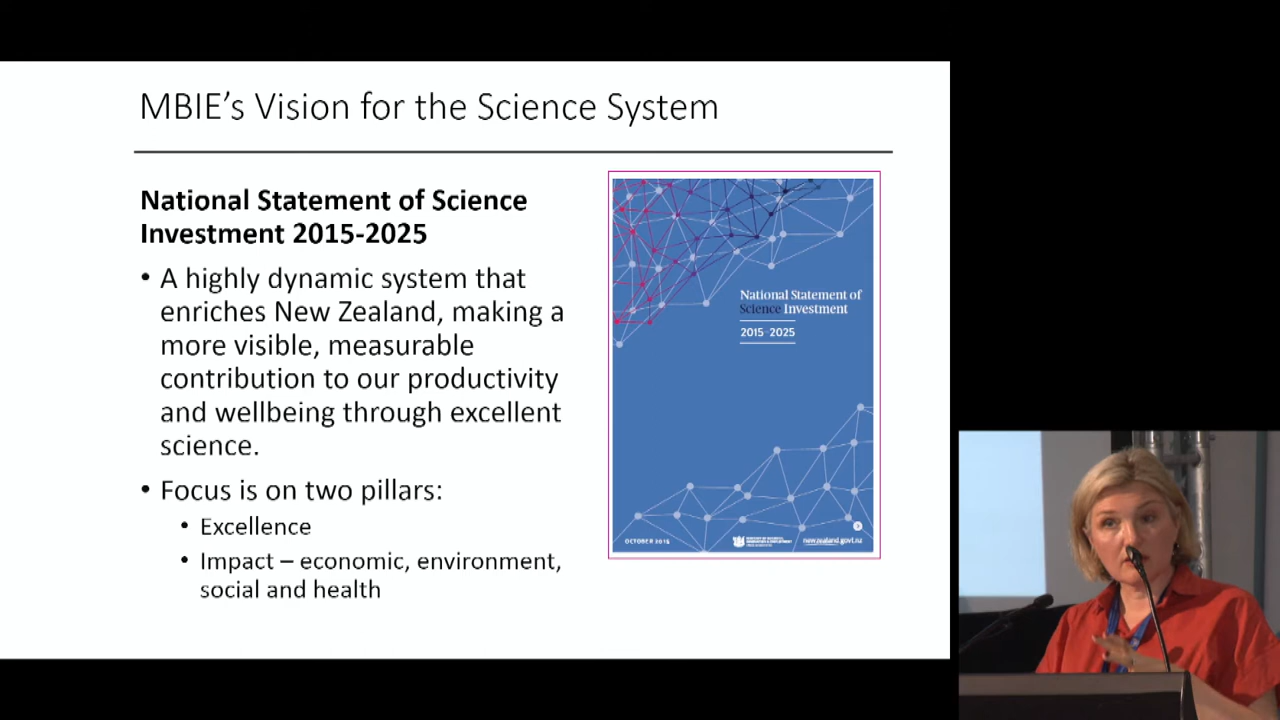 MBIE's Vision for the Science System
National Statement of Science
Investment 2015-2025
• A highly dynamic system that
enriches New Zealand, making a
more visible, measurable
contribution to our productivity
and wellbeing through excellent
science.
• Focus is on two pillars:
• Excellence
• Impact – economic, environment,
social and health
National Statement of
Science Investment
2015–2025
OCTOBER 2015
newzealand.govt.nz